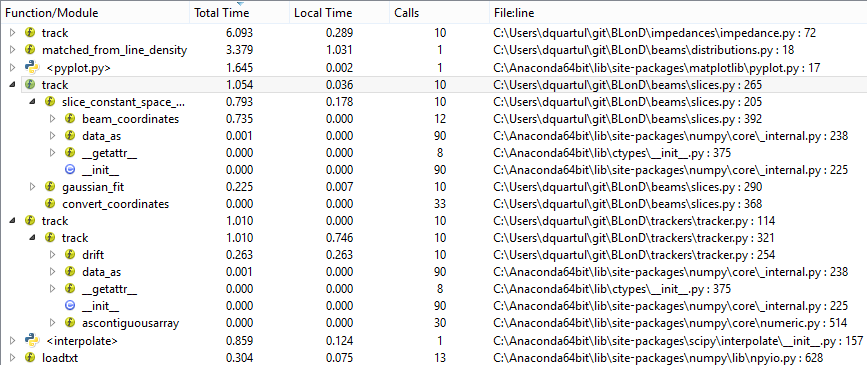 Function/Module Total Time Local Time Calls File:line
track 6.093 0.289 10 C:\Users\dquartul\git\BLonD\impedances\impedance.py : 72
matched_from_line_density 3.379 1.031 1 C:\Users\dquartul\git\BLonD\beams\distributions.py : 18
<pyplot.py> 1.645 0.002 1 C:\Anaconda64bit\lib\site-packages\matplotlib\pyplot.py : 17
track 1.054 0.036 10 C:\Users\dquartul\git\BLonD\beams\slices.py : 265
slice_constant_space_... 0.793 0.178 10 C:\Users\dquartul\git\BLonD\beams\slices.py : 205
beam_coordinates 0.735 0.000 12 C:\Users\dquartul\git\BLonD\beams\slices.py : 392
data_as 0.001 0.000 90 C:\Anaconda64bit\lib\site-packages\numpy\core\_internal.py : 238
__getattr__ 0.000 0.000 8 C:\Anaconda64bit\lib\ctypes\__init__.py : 375
__init__ 0.000 0.000 90 C:\Anaconda64bit\lib\site-packages\numpy\core\_internal.py : 225
gaussian_fit 0.225 0.007 10 C:\Users\dquartul\git\BLonD\beams\slices.py : 290
convert_coordinates 0.000 0.000 33 C:\Users\dquartul\git\BLonD\beams\slices.py : 368
track 1.010 0.000 10 C:\Users\dquartul\git\BLonD\trackers\tracker.py : 114
track 1.010 0.746 10 C:\Users\dquartul\git\BLonD\trackers\tracker.py : 321
drift 0.263 0.263 10 C:\Users\dquartul\git\BLonD\trackers\tracker.py : 254
data_as 0.001 0.000 90 C:\Anaconda64bit\lib\site-packages\numpy\core\_internal.py : 238
__getattr__ 0.000 0.000 8 C:\Anaconda64bit\lib\ctypes\__init__.py : 375
__init__ 0.000 0.000 90 C:\Anaconda64bit\lib\site-packages\numpy\core\_internal.py : 225
ascontiguousarray 0.000 0.000 30 C:\Anaconda64bit\lib\site-packages\numpy\core\numeric.py : 514
<interpolate> 0.859 0.124 1 C:\Anaconda64bit\lib\site-packages\scipy\interpolate\__init__.py : 157
loadtxt 0.304 0.075 13 C:\Anaconda64bit\lib\site-packages\numpy\lib\npyio.py : 628